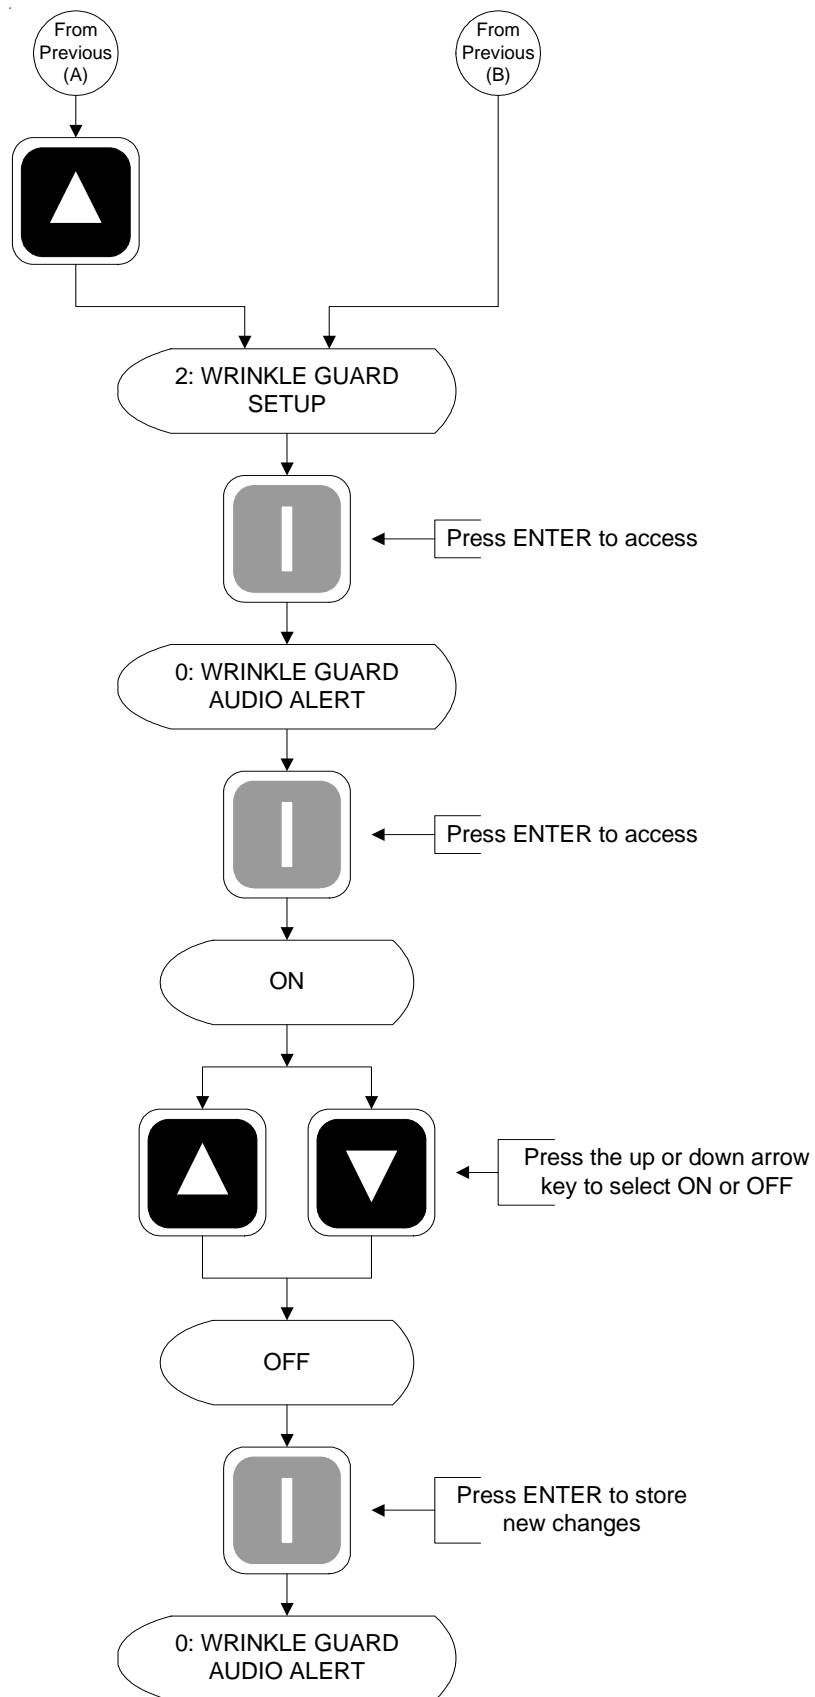 From
Previous
(A)
From
Previous
(B)
2: WRINKLE GUARD
SETUP
Press ENTER to access
0: WRINKLE GUARD
AUDIO ALERT
Press ENTER to access
ON
Press the up or down arrow
key to select ON or OFF
OFF
Press ENTER to store
new changes
0: WRINKLE GUARD
AUDIO ALERT